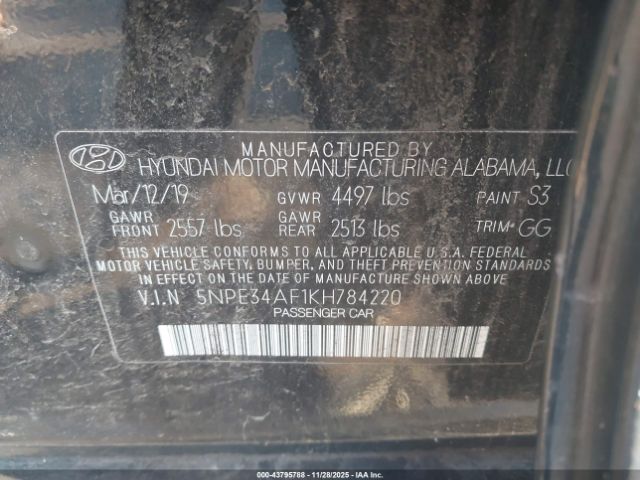 MANUFACTURED BY
HYUNDAI MOTOR MANUFACTURING ALABAMA, LLC
Mar/12/19 GVWR 4497 lbs PAINT S3
GAWR FRONT 2557 lbs GAWR REAR 2513 lbs TRIM• GG
THIS VEHICLE CONFORMS TO ALL APPLICABLE U.S.A. FEDERAL
MOTOR VEHICLE SAFETY, BUMPER, AND THEFT PREVENTION STANDARDS
IN EFFECT ON THE DATE OF MANUFACTURE SHOWN ABOVE
V.I.N 5NPE34AF1KH784220
PASSENGER CAR
000-43795788 - 11/28/2025 - IAA Inc.